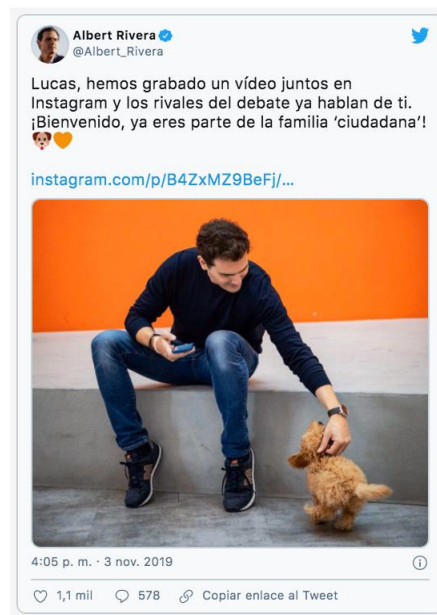 Albert Rivera
@Albert_Rivera
Lucas, hemos grabado un vídeo juntos en
Instagram y los rivales del debate ya hablan de ti.
¡Bienvenido, ya eres parte de la familia ‘ciudadana’!
🐶🧡
instagram.com/p/B4ZxMZ9BeFj/...
4:05 p. m. · 3 nov. 2019
1,1 mil 578 Copiar enlace al Tweet